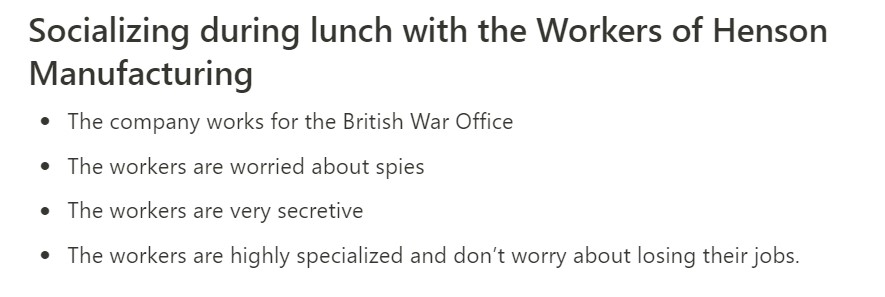 Socializing during lunch with the Workers of Henson
Manufacturing
• The company works for the British War Office
• The workers are worried about spies
• The workers are very secretive
• The workers are highly specialized and don’t worry about losing their jobs.